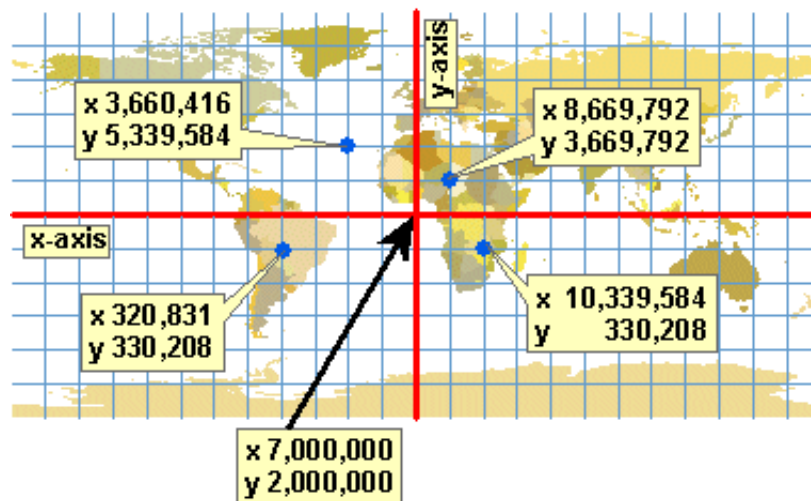 y-axis
x 3,660,416
y 5,339,584
x 8,669,792
y 3,669,792
x-axis
x 320,831
y 330,208
x 10,339,584
y 330,208
x 7,000,000
y 2,000,000